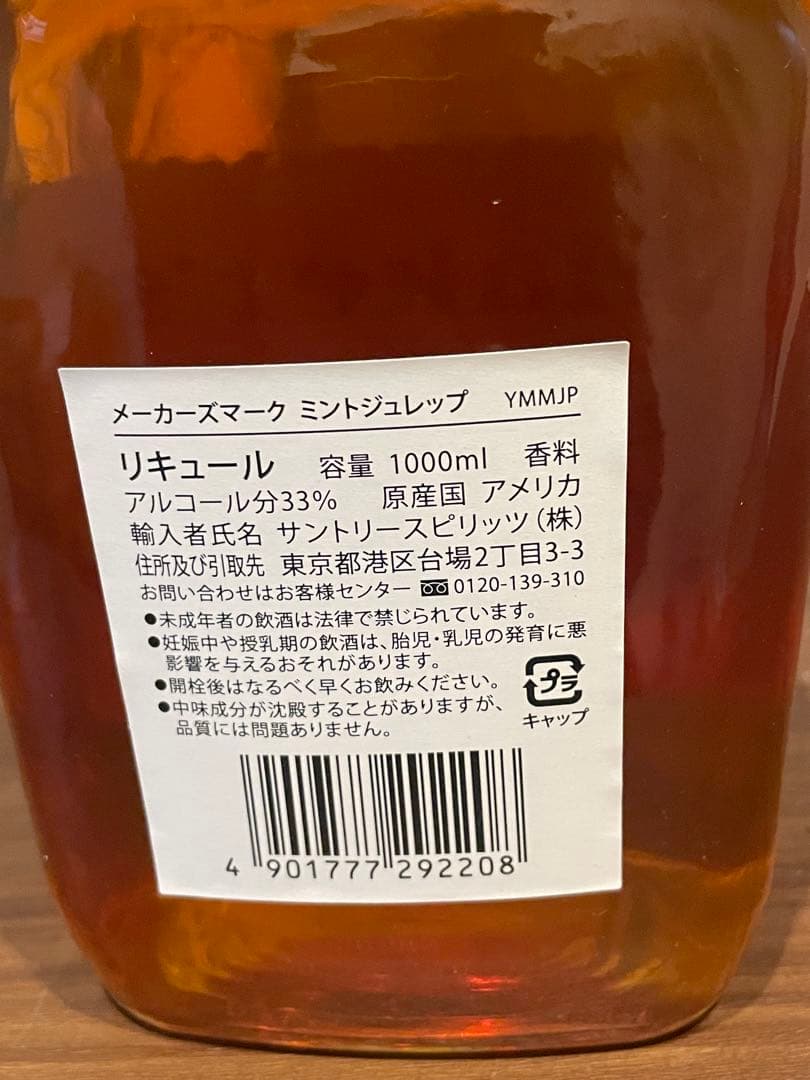 メーカーズマーク ミントジュレップ YMMJP
リキュール 容量 1000ml 香料
アルコール分33% 原産国 アメリカ
輸入者氏名 サントリースピリッツ(株)
住所及び引取先 東京都港区台場2丁目3-3
お問い合わせはお客様センター 0120-139-310
●未成年者の飲酒は法律で禁じられています。
●妊娠中や授乳期の飲酒は、胎児・乳児の発育に悪
影響を与えるおそれがあります。
●開栓後はなるべく早くお飲みください。
●中味成分が沈殿することがありますが、
品質には問題ありません。
プラ
キャップ
4 901777 292208